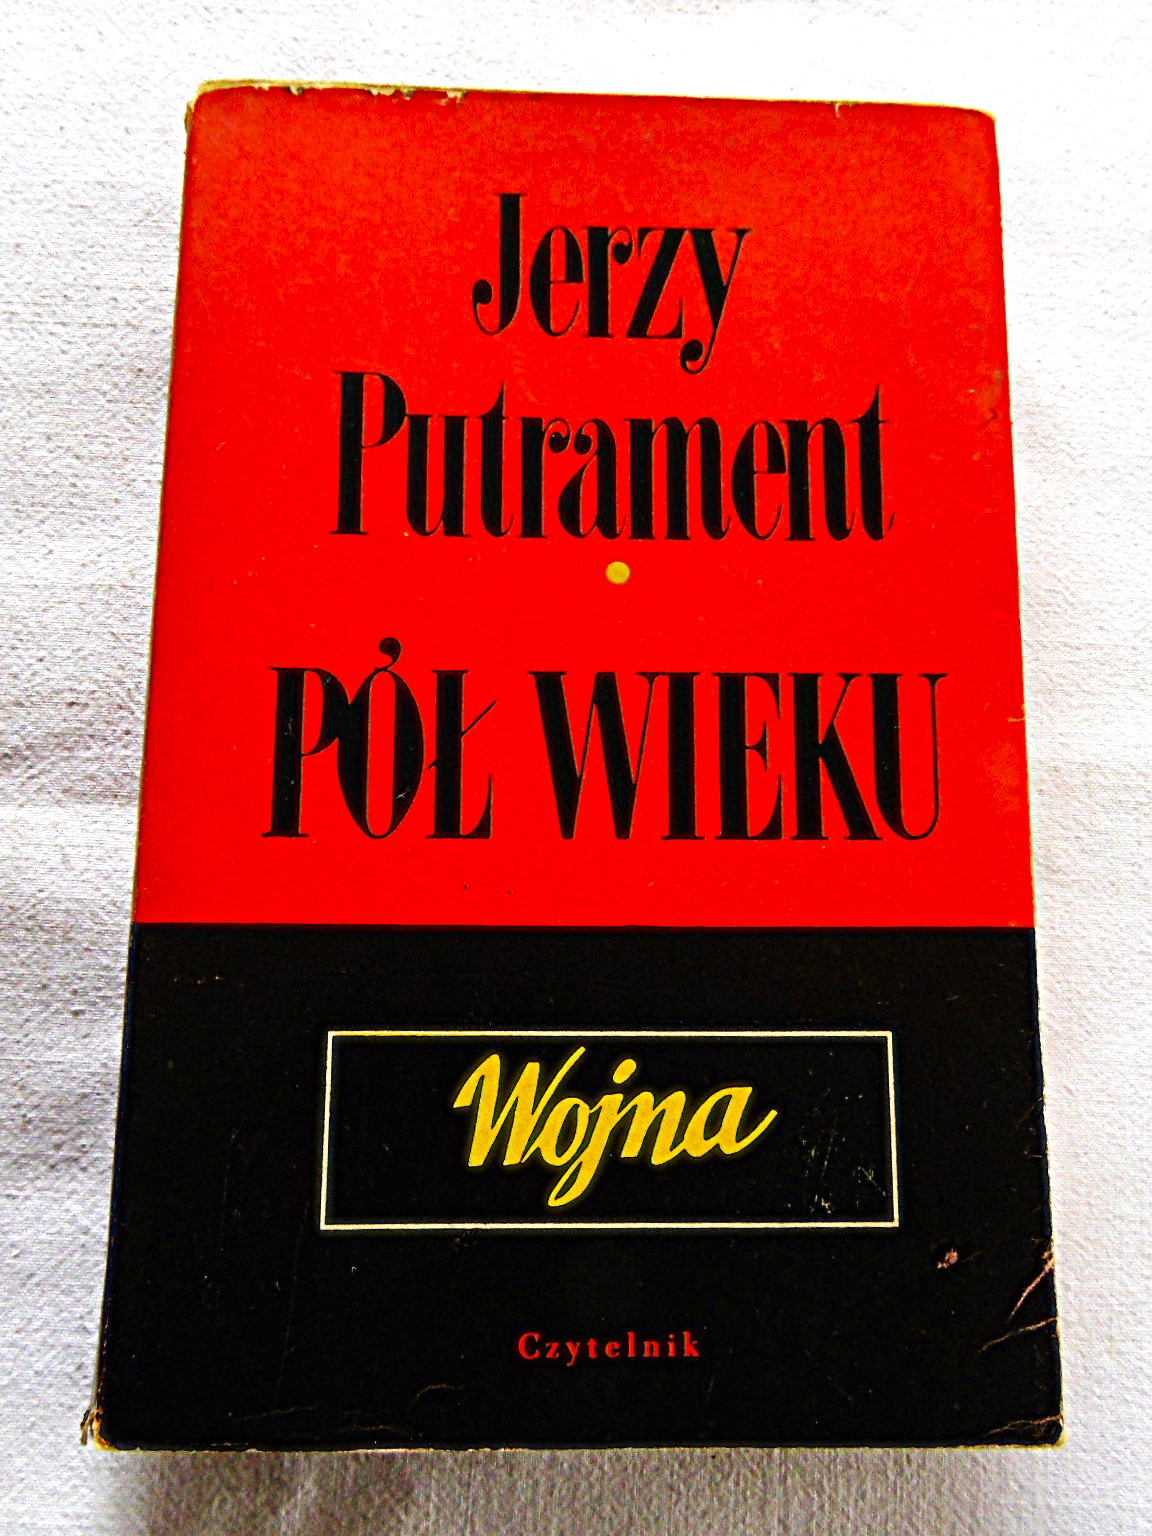 Jerzy
Putrament
PÓŁ WIEKU
Wojna
Czytelnik